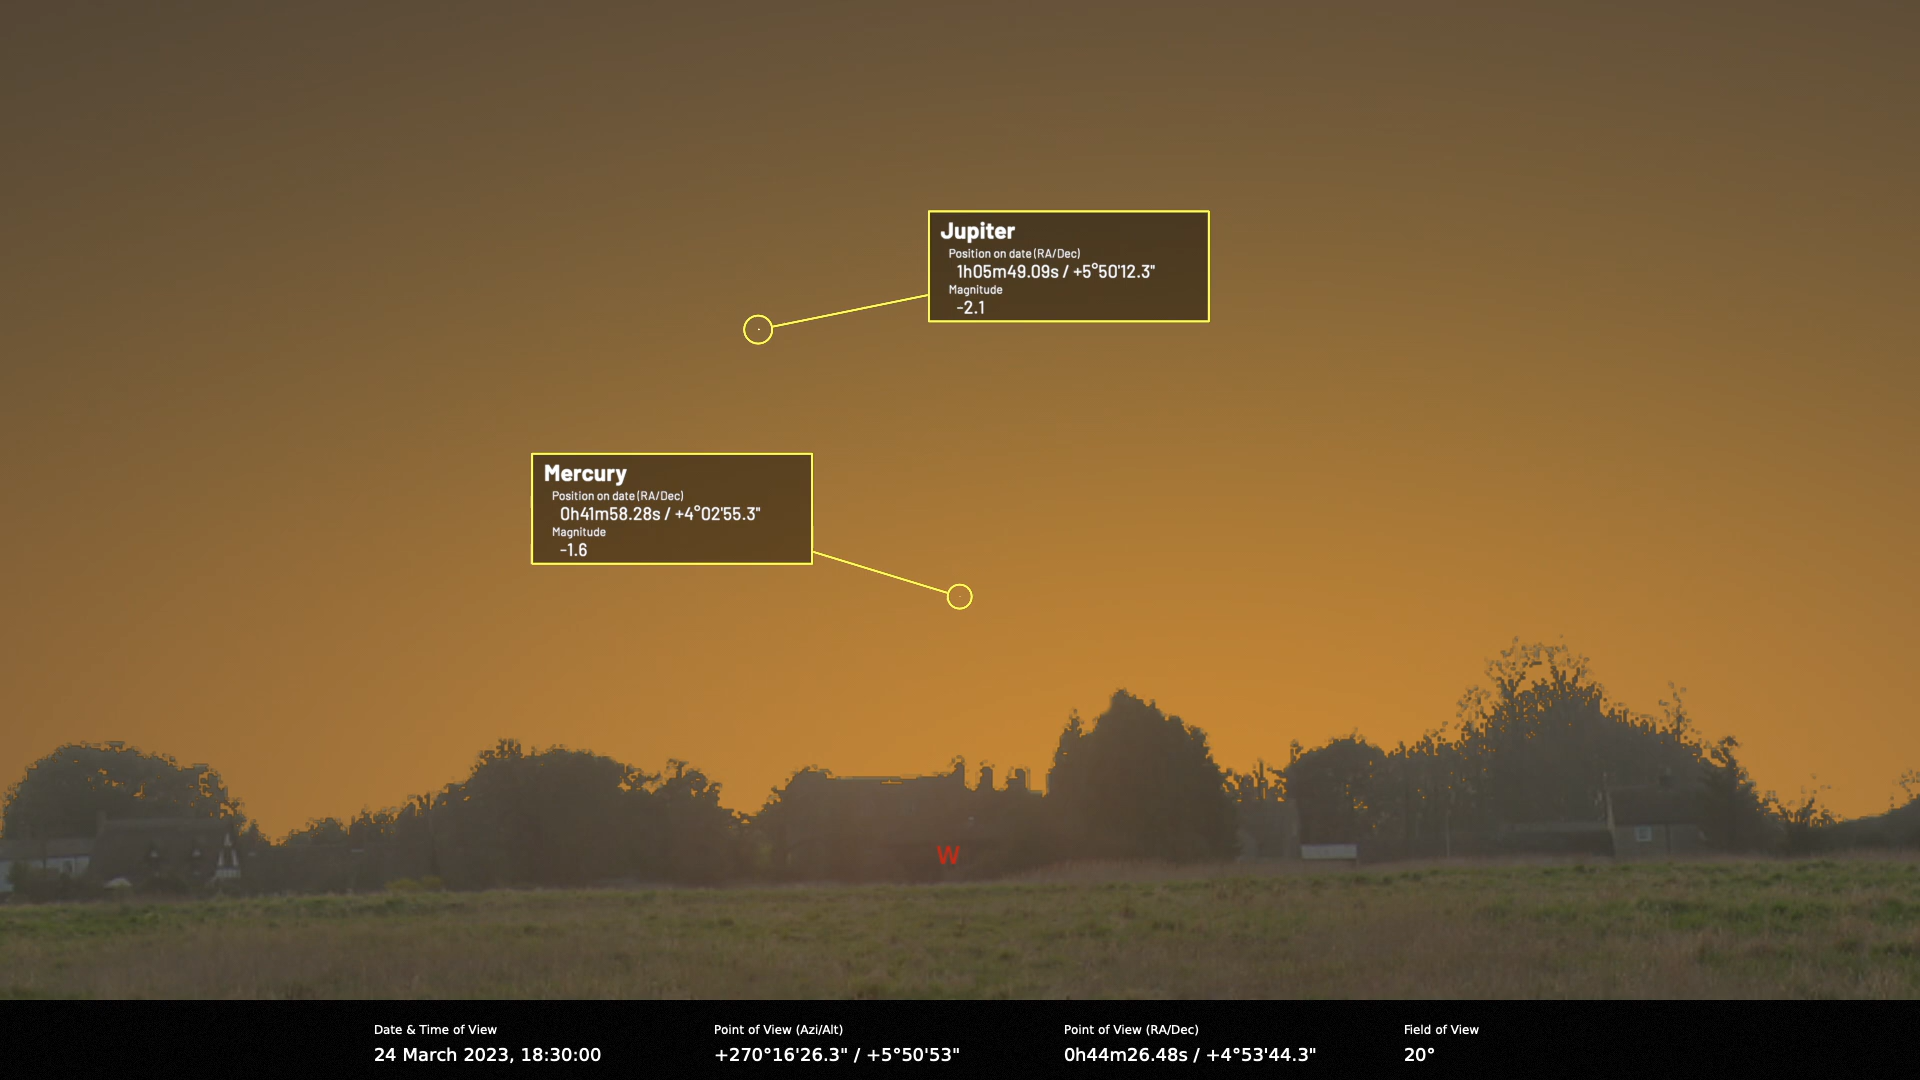 Jupiter
Position on date (RA/Dec)
1h05m49.09s / +5°50'12.3"
Magnitude
-2.1
Mercury
Position on date (RA/Dec)
0h41m58.28s / +4°02'55.3"
Magnitude
-1.6
W
Date & Time of View
24 March 2023, 18:30:00
Point of View (Azi/Alt)
+270°16'26.3" / +5°50'53"
Point of View (RA/Dec)
0h44m26.48s / +4°53'44.3"
Field of View
20°